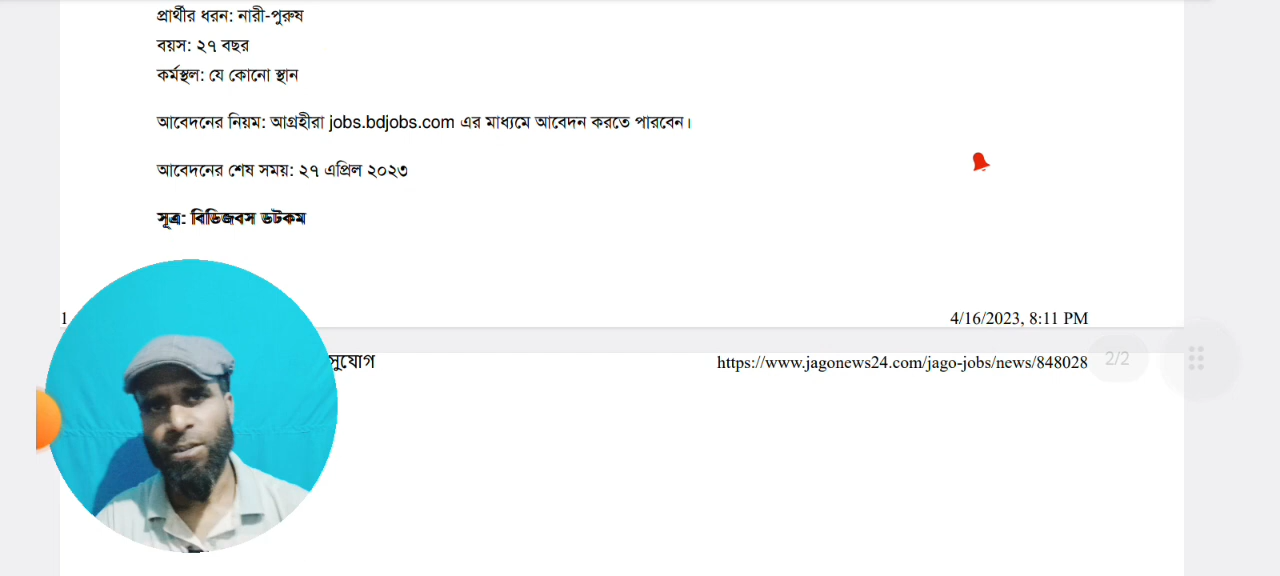 প্রার্থীর ধরন: নারী-পুরুষ
বয়স: ২৭ বছর
কর্মস্থল: যে কোনো স্থান
আবেদনের নিয়ম: আগ্রহীরা jobs.bdjobs.com এর মাধ্যমে আবেদন করতে পারবেন।
আবেদনের শেষ সময়: ২৭ এপ্রিল ২০২৩
সূত্র: বিডিজবস ডটকম
1
4/16/2023, 8:11 PM
সুযোগ
https://www.jagonews24.com/jago-jobs/news/848028
2/2